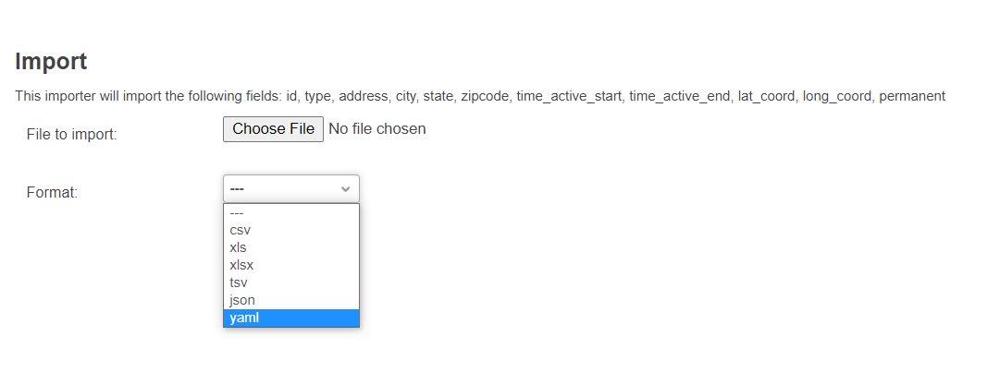 Import
This importer will import the following fields: id, type, address, city, state, zipcode, time_active_start, time_active_end, lat_coord, long_coord, permanent
File to import:
Choose File No file chosen
Format:
---
---
csv
xls
xlsx
tsv
json
yaml